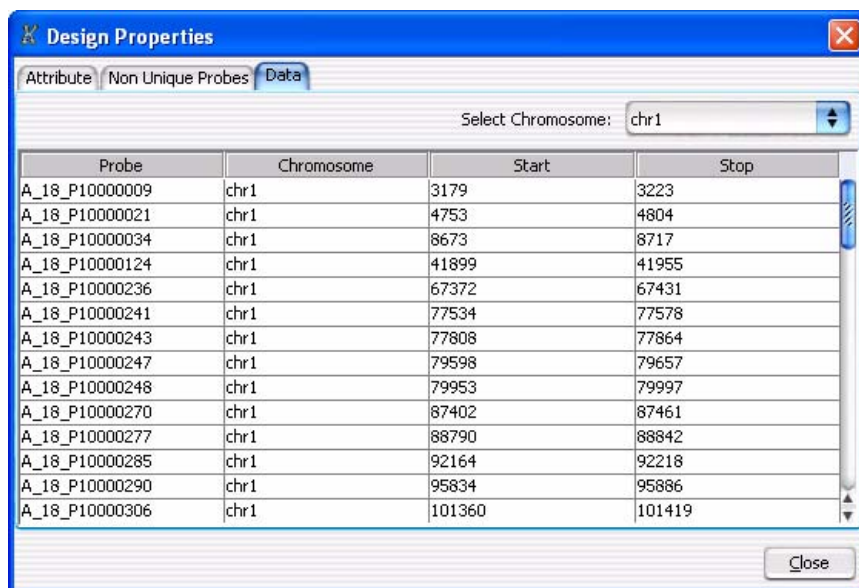 Design Properties
Attribute Non Unique Probes Data
Select Chromosome: chr1
Probe Chromosome Start Stop
A_18_P10000009 chr1 3179 3223
A_18_P10000021 chr1 4753 4804
A_18_P10000034 chr1 8673 8717
A_18_P10000124 chr1 41899 41955
A_18_P10000236 chr1 67372 67431
A_18_P10000241 chr1 77534 77578
A_18_P10000243 chr1 77808 77864
A_18_P10000247 chr1 79598 79657
A_18_P10000248 chr1 79953 79997
A_18_P10000270 chr1 87402 87461
A_18_P10000277 chr1 88790 88842
A_18_P10000285 chr1 92164 92218
A_18_P10000290 chr1 95834 95886
A_18_P10000306 chr1 101360 101419
Close